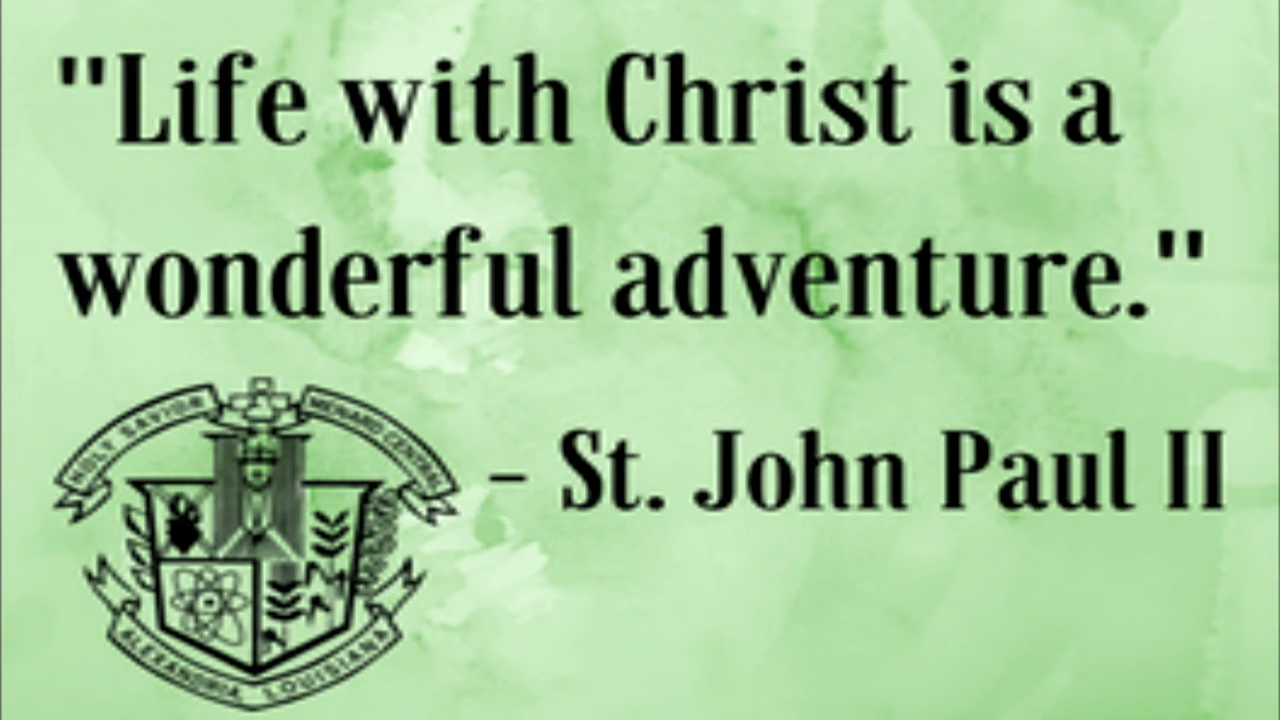 "Life with Christ is a
wonderful adventure."
- St. John Paul II
HOLY SAVIOR
MENARD CENTRAL
ALEXANDRIA LOUISIANA